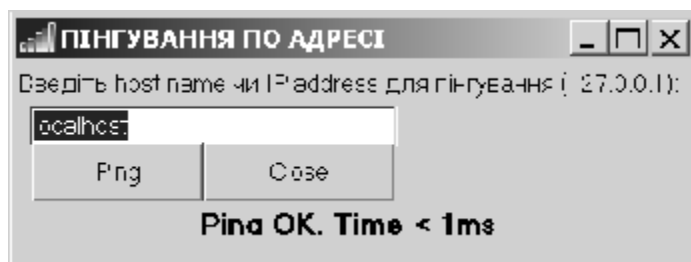 ПІНГУВАННЯ ПО АДРЕСІ
Введіть host name чи IP address для пінгування (127.0.0.1):
localhost
Ping Close
Ping OK. Time < 1ms